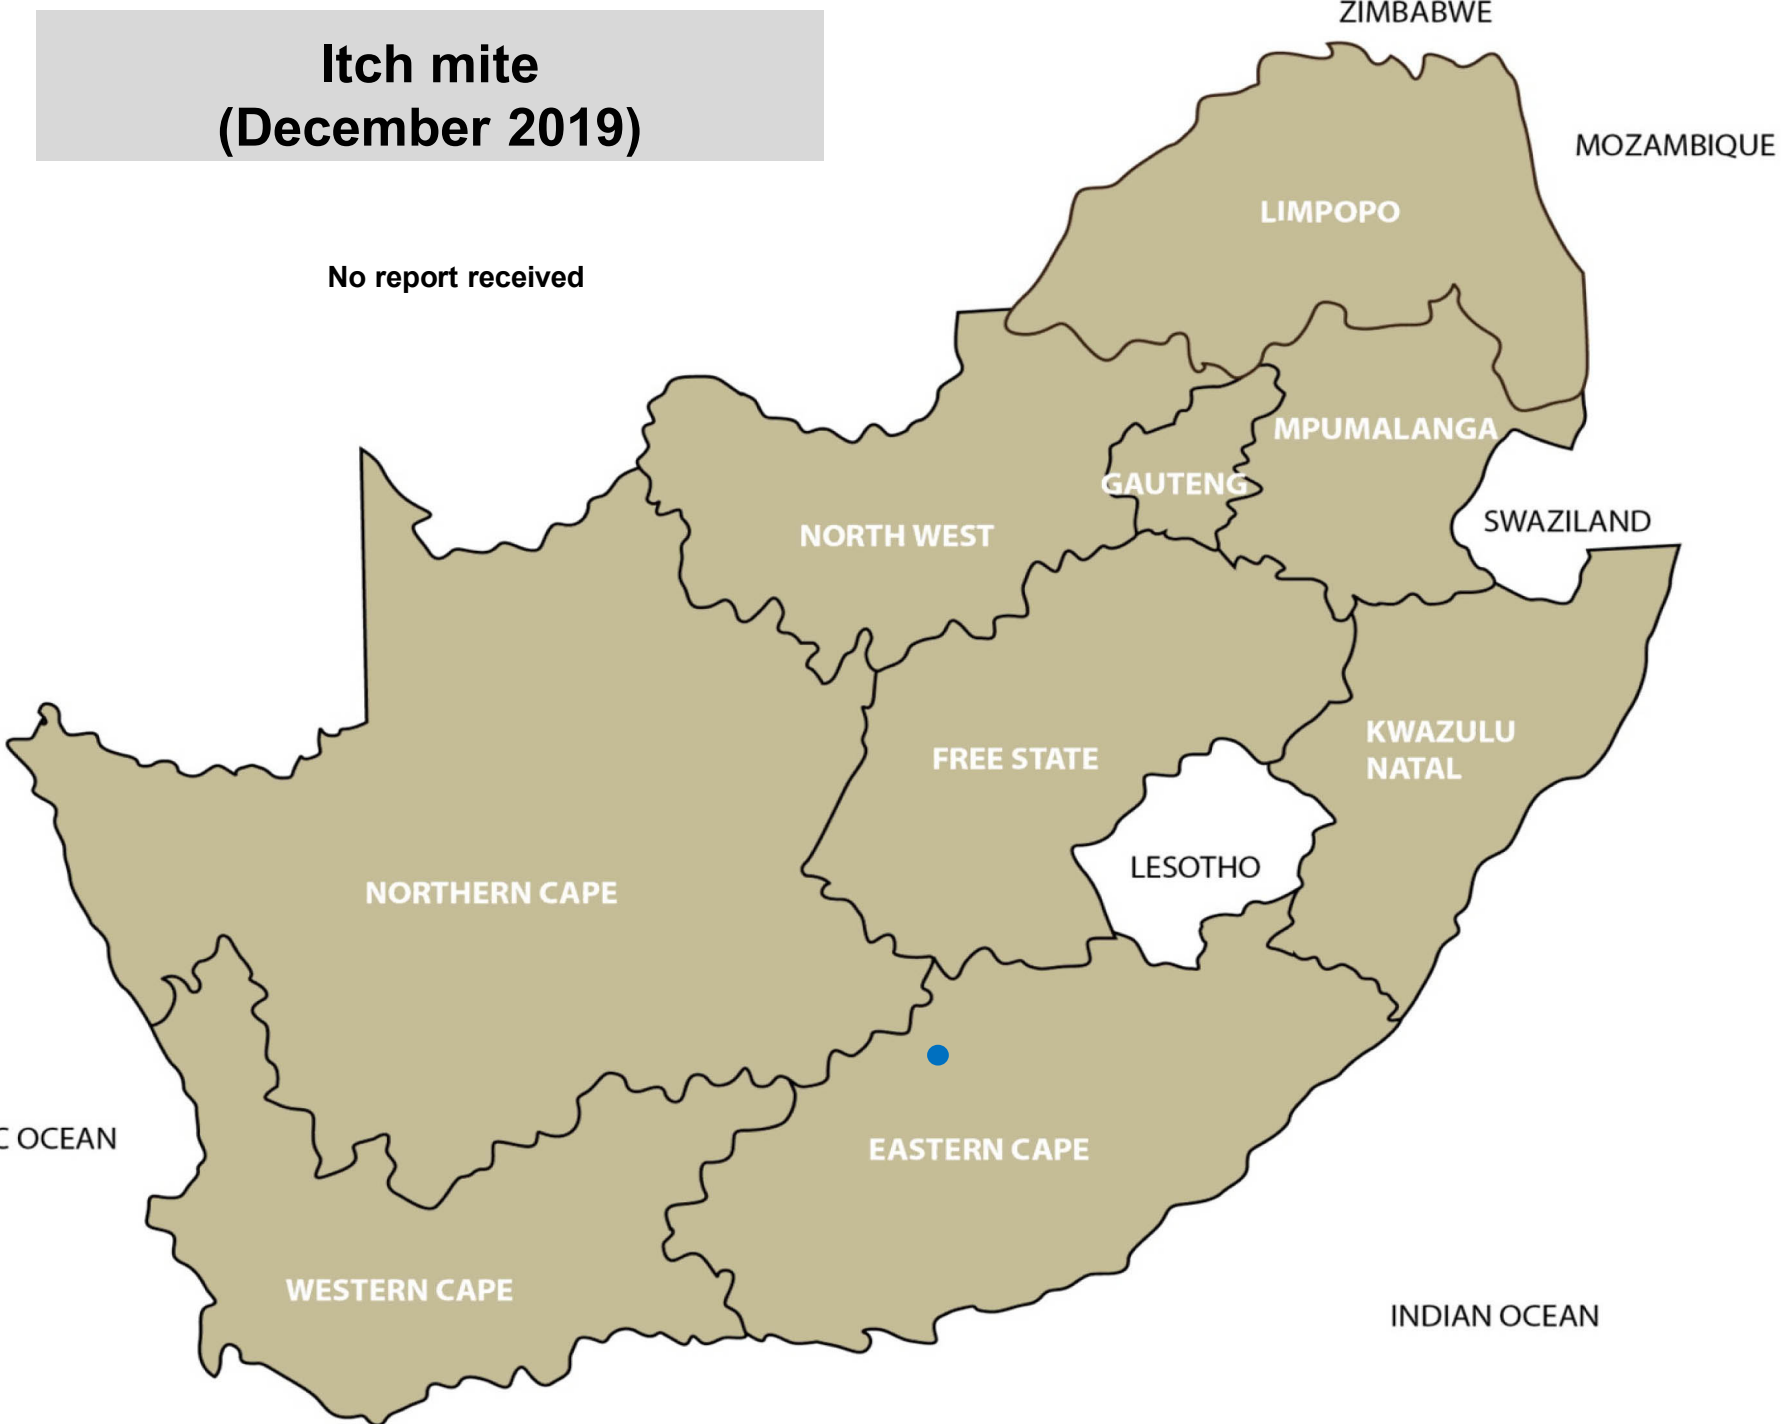 ZIMBABWE
Itch mite
(December 2019)
MOZAMBIQUE
LIMPOPO
No report received
MPUMALANGA
GAUTENG
SWAZILAND
NORTH WEST
KWAZULU
NATAL
FREE STATE
LESOTHO
NORTHERN CAPE
C OCEAN
EASTERN CAPE
WESTERN CAPE
INDIAN OCEAN